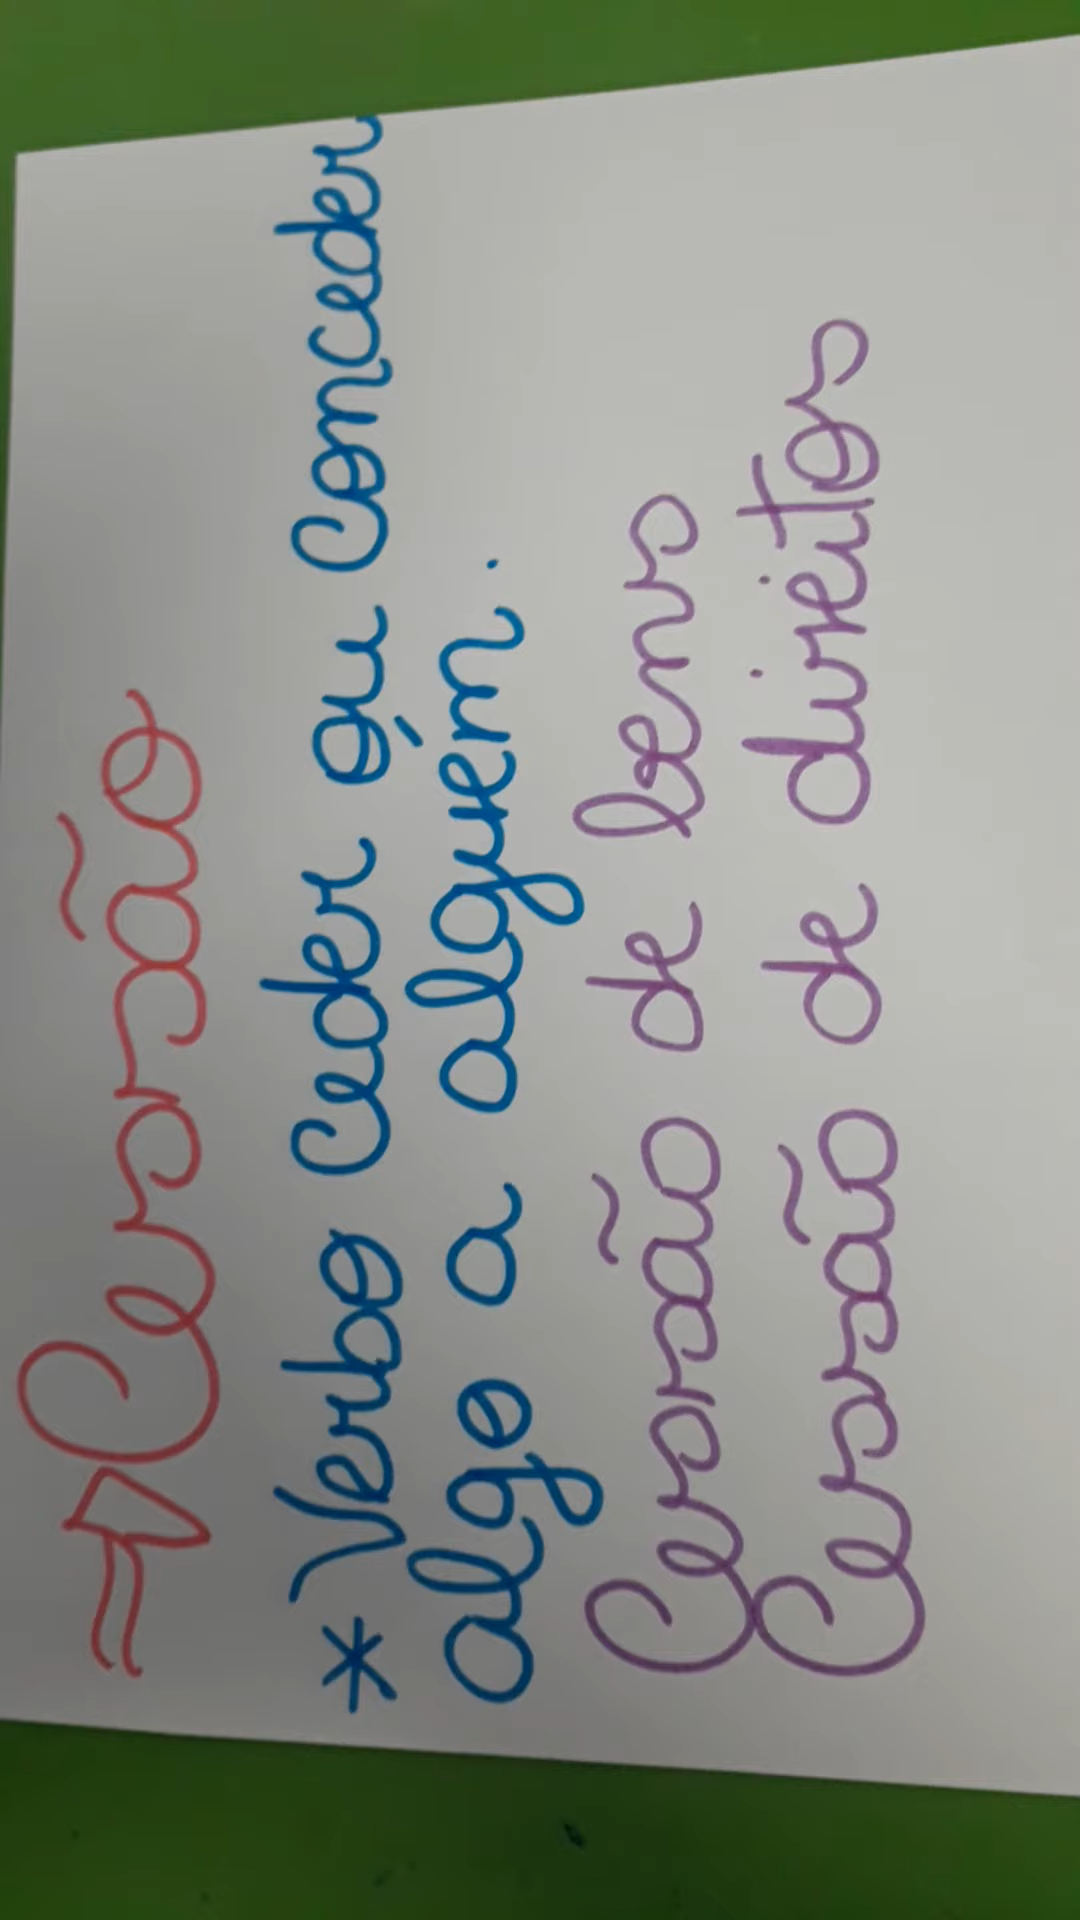 ⇒ Cessão
* Verbo Ceder ou Conceder
algo a alguém.
Cessão de bens
Cessão de direitos